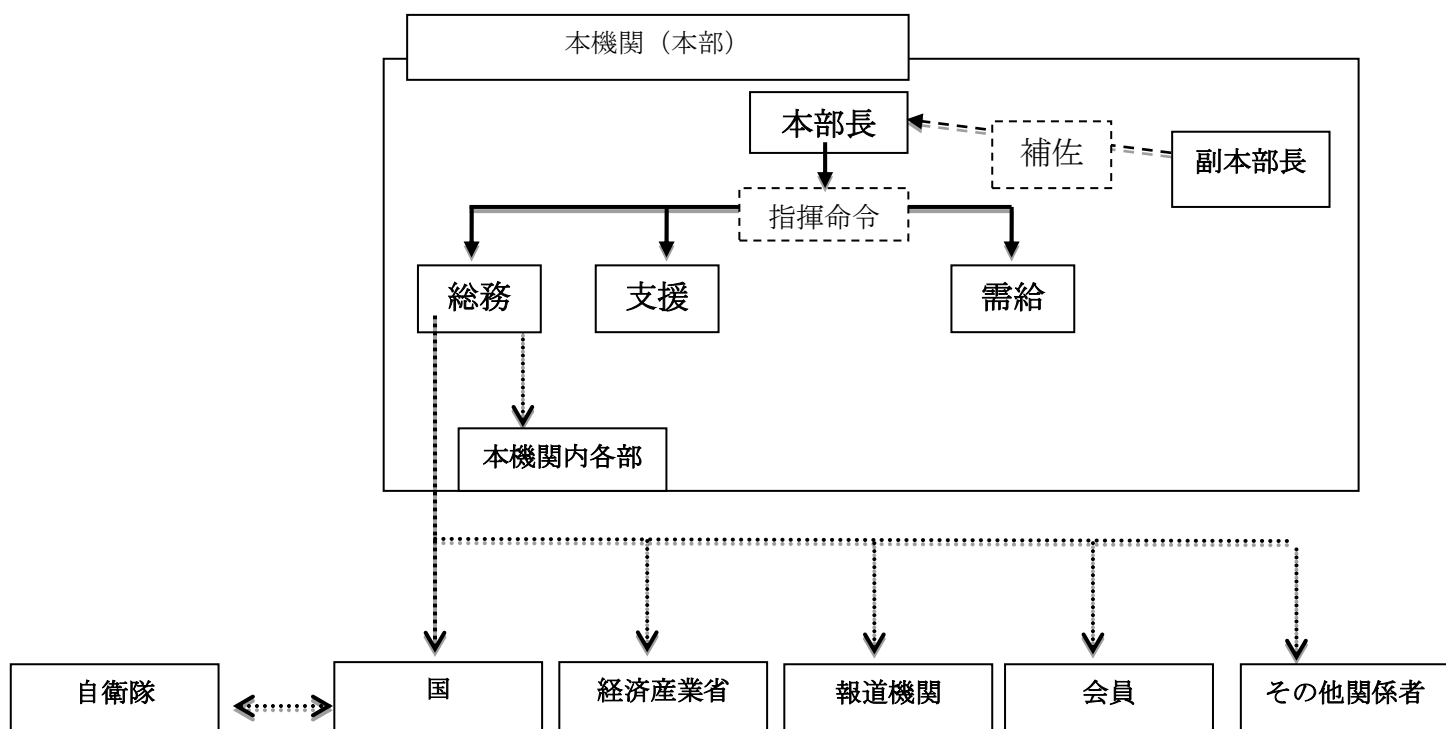 本機関（本部）
本部長
補佐
副本部長
指揮命令
総務
支援
需給
本機関内各部
自衛隊
国
経済産業省
報道機関
会員
その他関係者